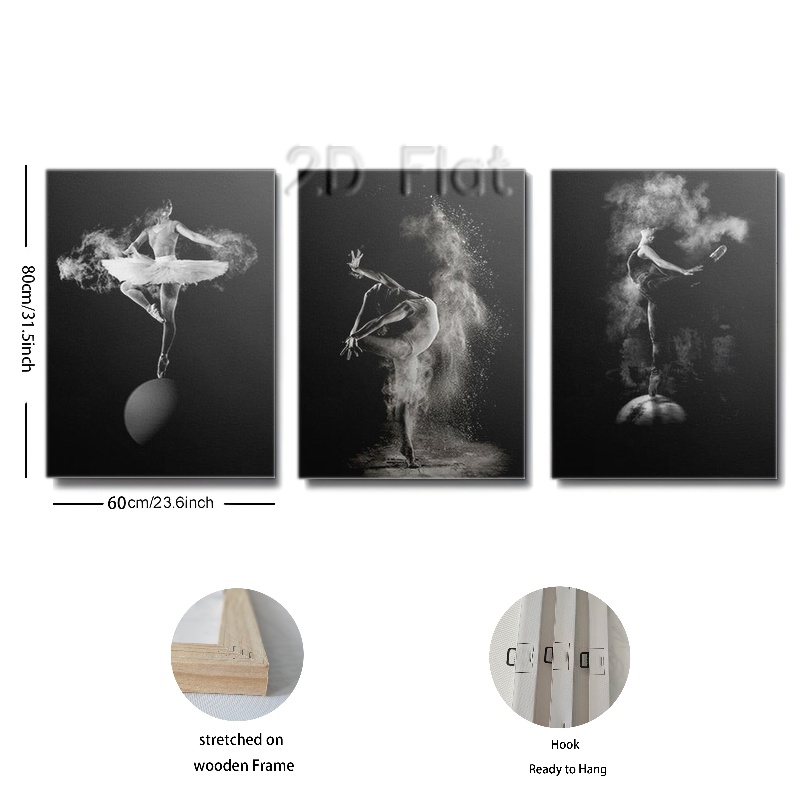 2D Flat
80cm/31.5inch
60cm/23.6inch
stretched on
wooden Frame
Hook
Ready to Hang